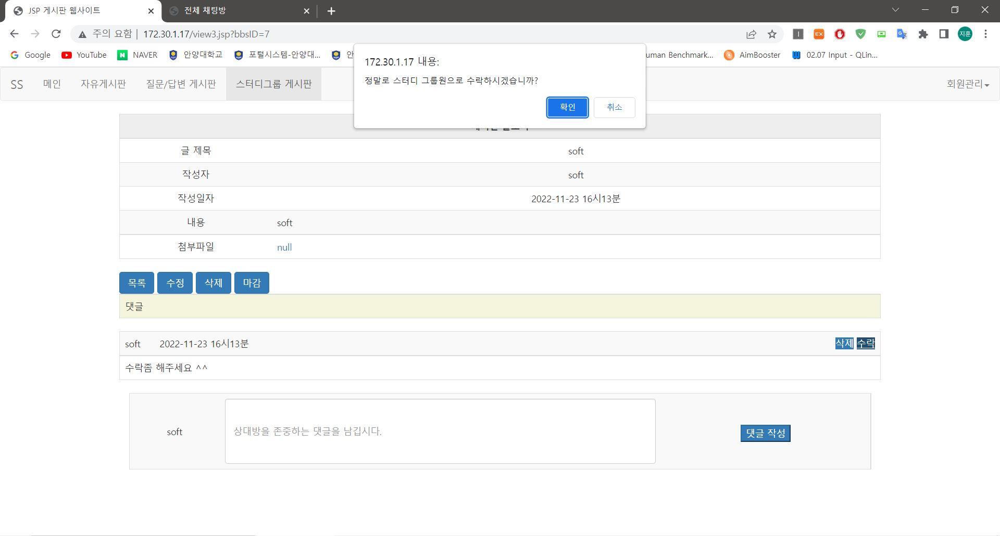 JSP 게시판 웹사이트
전체 채팅방
주의 요함 | 172.30.1.17/view3.jsp?bbsID=7
EX
지훈
Google YouTube NAVER 안양대학교 포털시스템-안양대... 안
uman Benchmark... AimBooster 02.07 Input - QLin...
172.30.1.17 내용:
정말로 스터디 그룹원으로 수락하시겠습니까?
확인 취소
SS 메인 자유게시판 질문/답변 게시판 스터디그룹 게시판 회원관리
글 제목 soft
작성자 soft
작성일자 2022-11-23 16시13분
내용 soft
첨부파일 null
목록 수정 삭제 마감
댓글
soft 2022-11-23 16시13분 삭제 수락
수락좀 해주세요 ^^
soft 상대방을 존중하는 댓글을 남깁시다. 댓글 작성